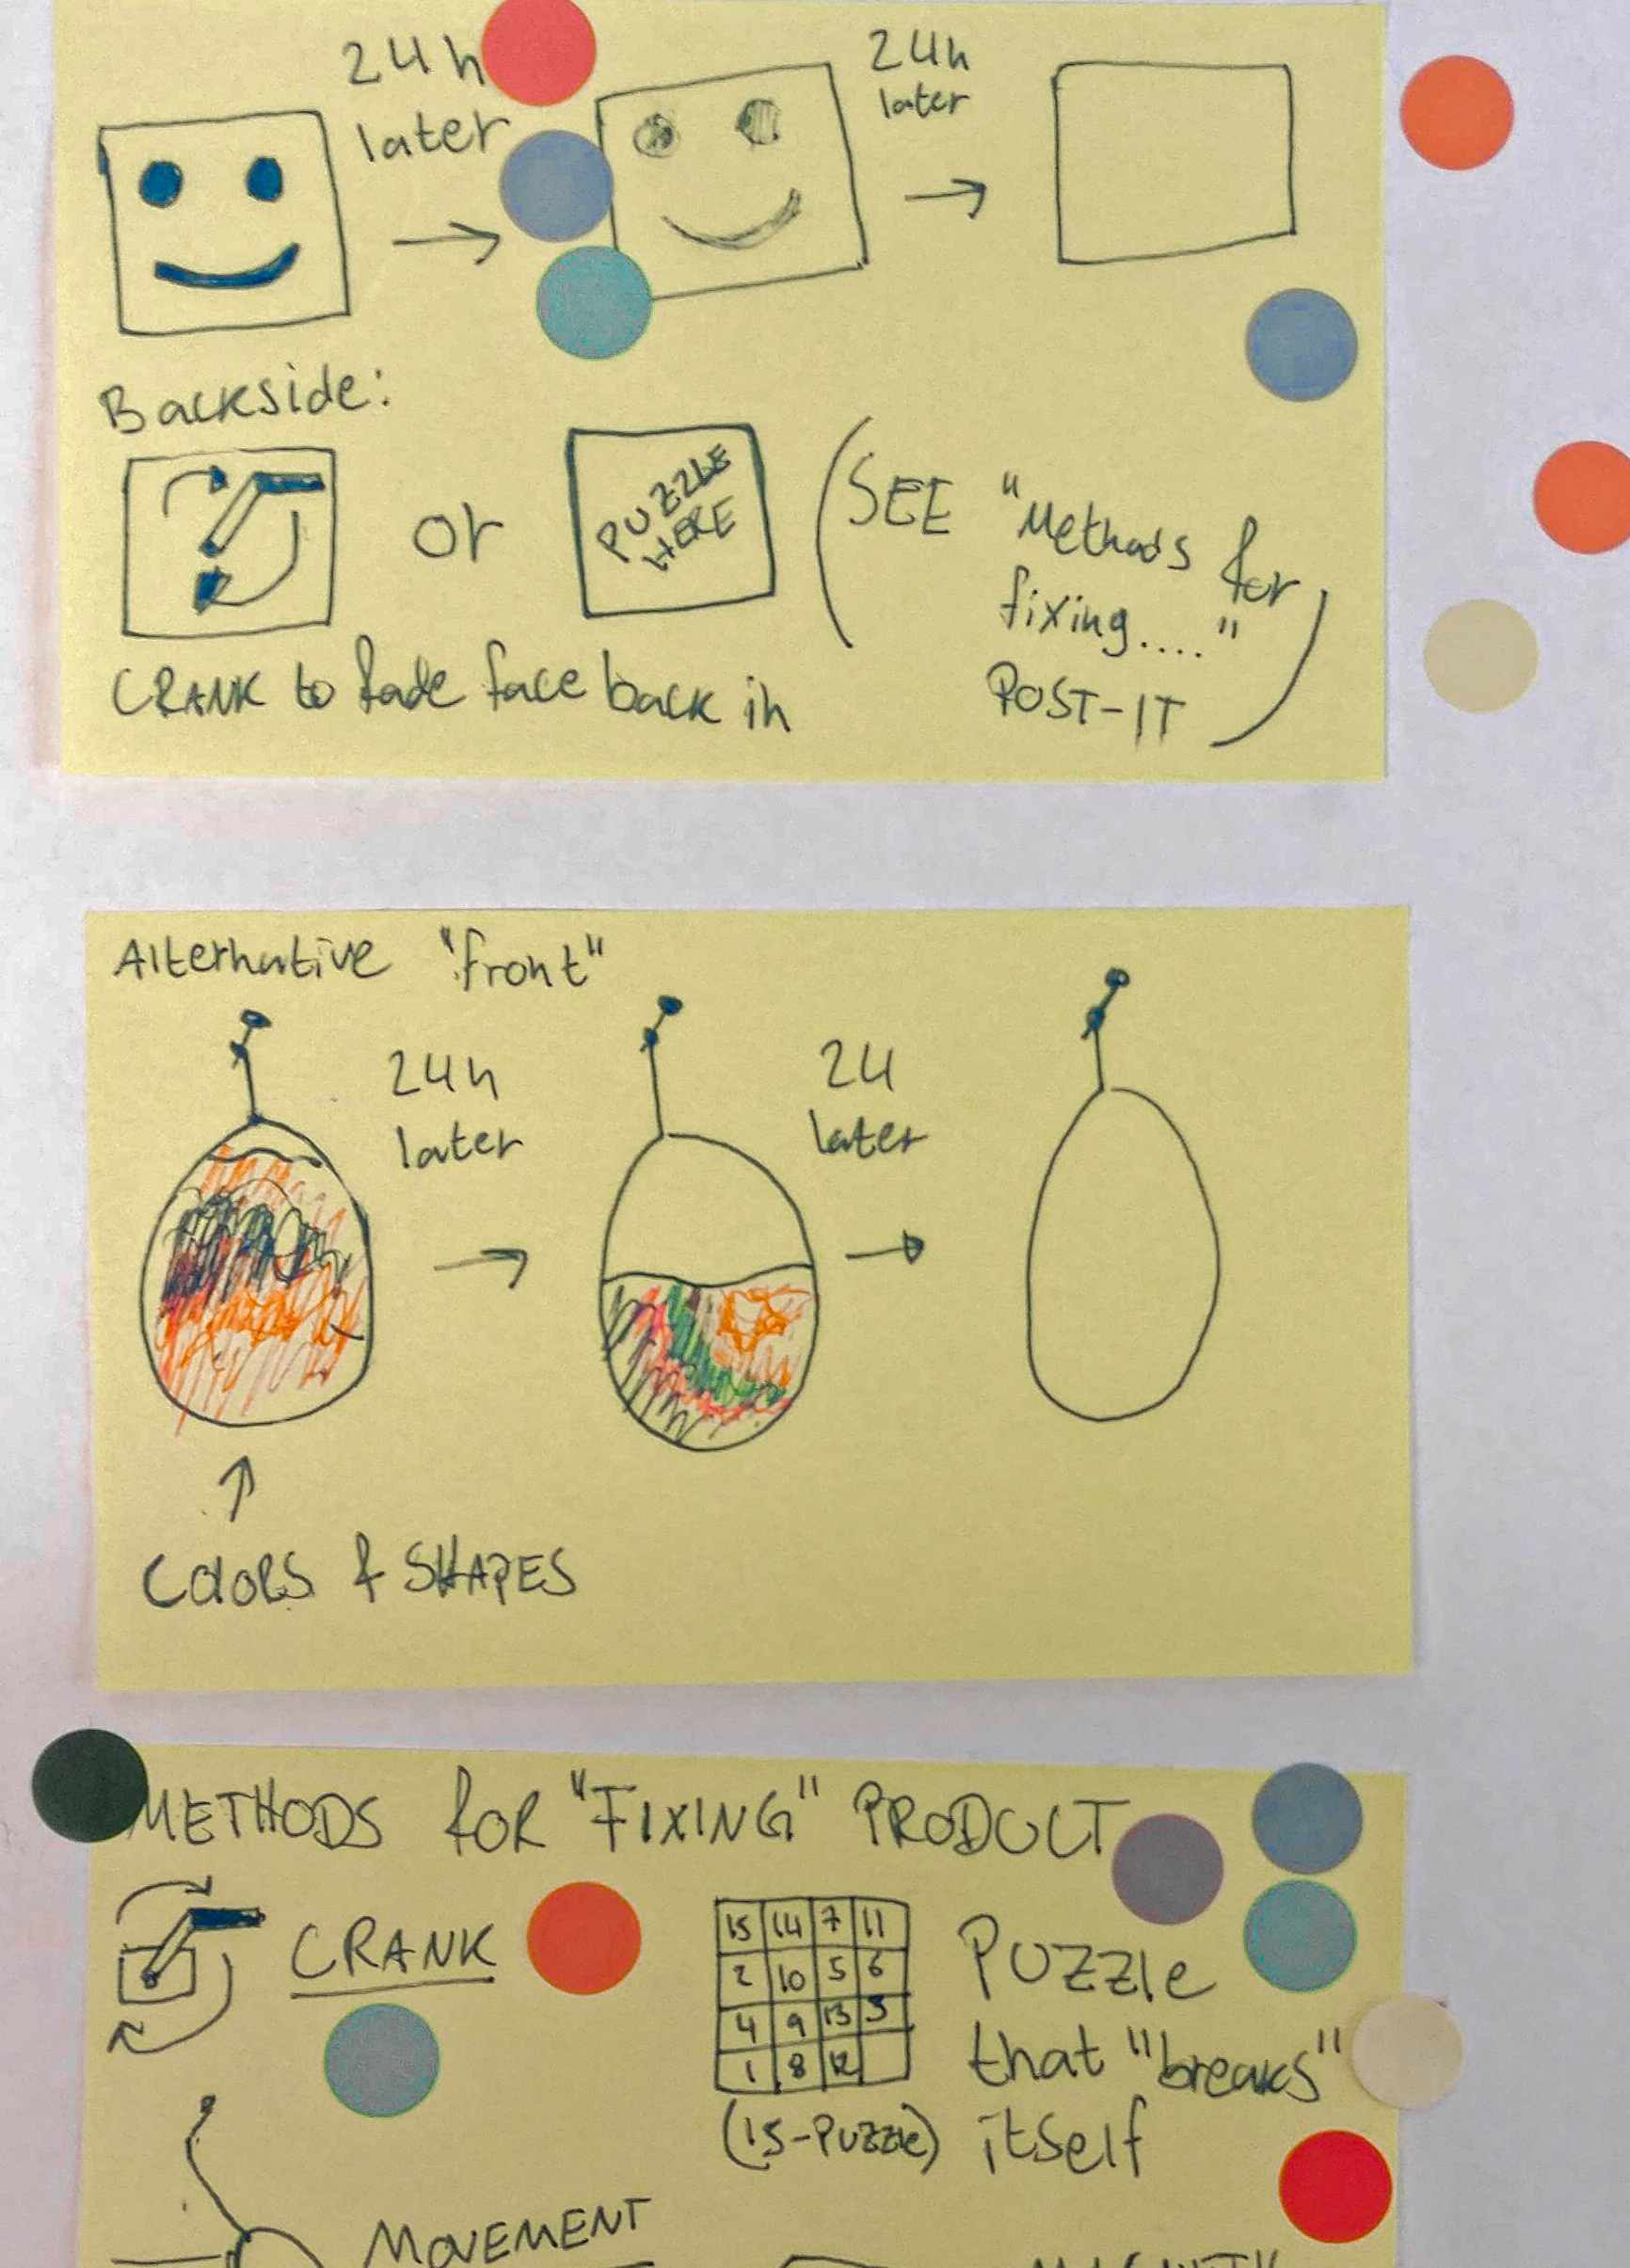 24h
later
24h
later
Backside:
or
PUZZLE
HERE
(SEE "Methods for
fixing...."
POST-IT)
CRANK to fade face back in
Alternative "front"
24h
later
24
later
COLORS & SHAPES
METHODS for "FIXING" PRODUCT
CRANK
15 14 7 11
2 10 5 6
4 9 13 3
1 8 12
(15-Puzzle)
Puzzle
that "breaks"
itself
MOVEMENT